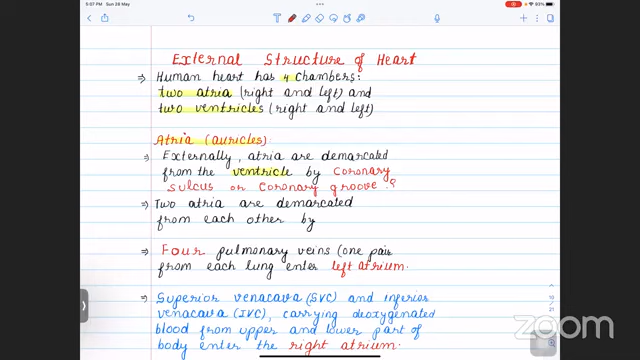 5:07 PM Sun 28 May
93%
External Structure of Heart
⇒ Human heart has 4 chambers:
two atria (right and left) and
two ventricles (right and left)
Atria (auricles)
⇒ Externally, atria are demarcated
from the ventricle by coronary
sulcus or coronary groove.
⇒ Two atria are demarcated
from each other by
⇒ Four pulmonary veins (one pair
from each lung enter left atrium.
⇒ Superior venacava (SVC) and inferior
venacava (IVC), carrying deoxygenated
blood from upper and lower part of
body enter the right atrium.
zoom